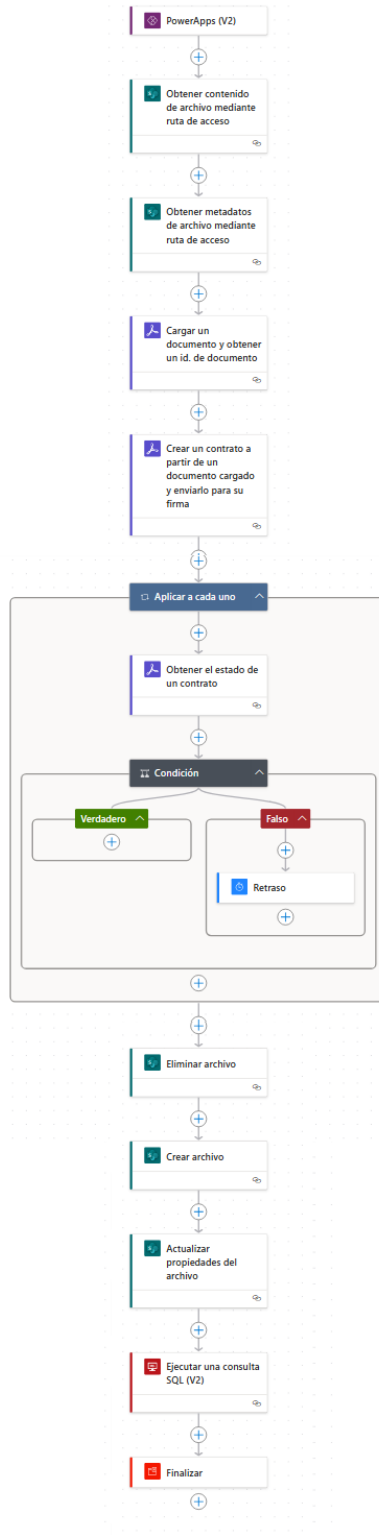 PowerApps (V2)
Obtener contenido
de archivo mediante
ruta de acceso
Obtener metadatos
de archivo mediante
ruta de acceso
Cargar un
documento y obtener
un id. de documento
Crear un contrato a
partir de un
documento cargado
y enviarlo para su
firma
Aplicar a cada uno
Obtener el estado de
un contrato
Condición
Verdadero
Falso
Retraso
Eliminar archivo
Crear archivo
Actualizar
propiedades del
archivo
Ejecutar una consulta
SQL (V2)
Finalizar